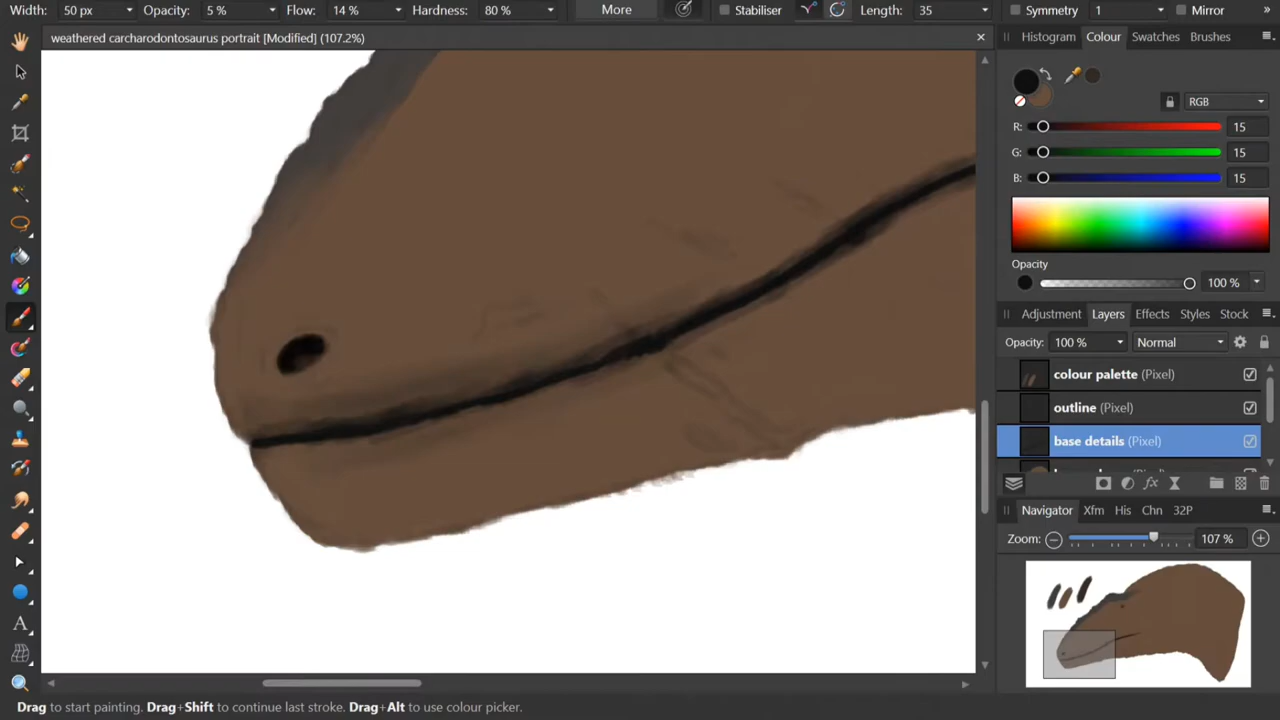 Width: 50 px Opacity: 5 % Flow: 14 % Hardness: 80 % More Stabiliser Length: 35 Symmetry 1 Mirror »
weathered carcharodontosaurus portrait [Modified] (107.2%)
Histogram Colour Swatches Brushes
RGB
R: 15
G: 15
B: 15
Opacity
100 %
Adjustment Layers Effects Styles Stock
Opacity: 100 % Normal
colour palette (Pixel)
outline (Pixel)
base details (Pixel)
Navigator Xfm His Chn 32P
Zoom: 107 %
Drag to start painting. Drag+Shift to continue last stroke. Drag+Alt to use colour picker.